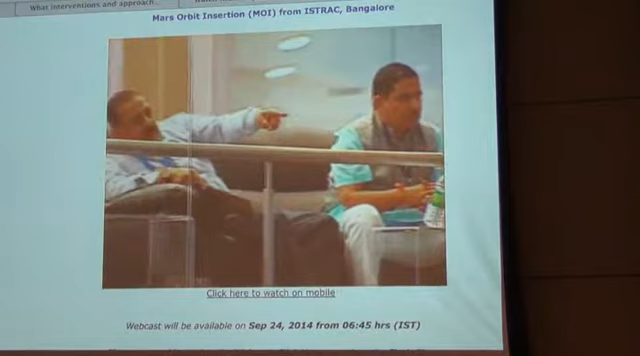 What interventions and approach...
Mars Orbit Insertion (MOI) from ISTRAC, Bangalore
Click here to watch on mobile
Webcast will be available on Sep 24, 2014 from 06:45 hrs (IST)